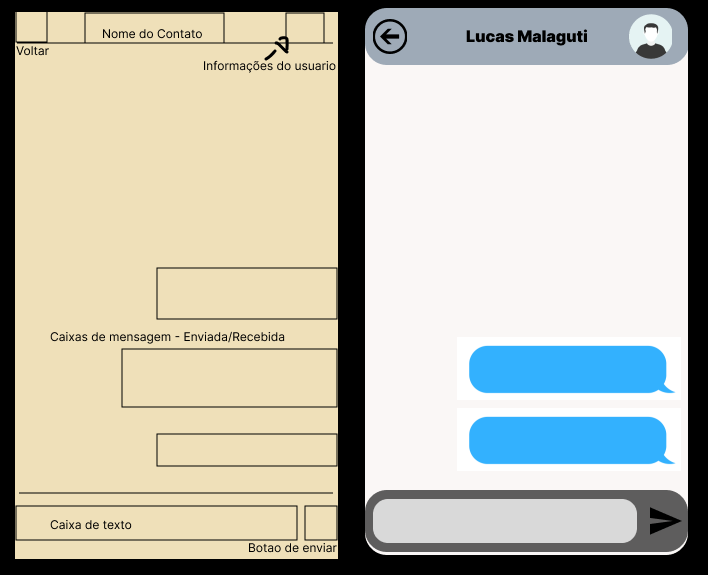 Nome do Contato
Voltar
Informações do usuario
Caixas de mensagem - Enviada/Recebida
Caixa de texto
Botao de enviar
Lucas Malaguti